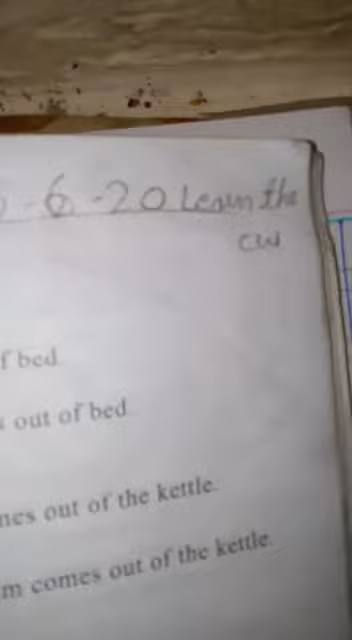 -6-20 Learn the
cw
f bed.
s out of bed.
nes out of the kettle.
m comes out of the kettle.